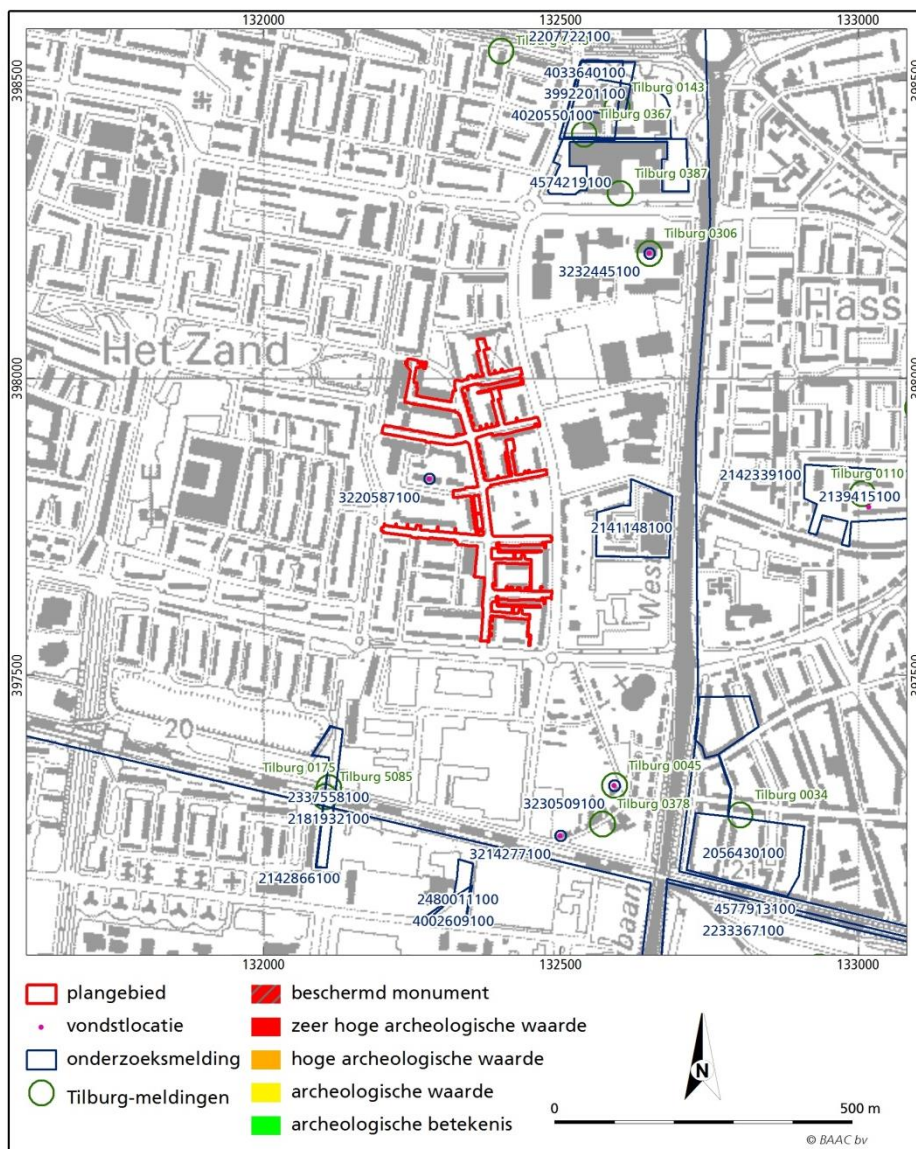 132000
132500
133000
2207722100
398500
398500
4033640100
3992201100
Tilburg 0143
4020550100
Tilburg 0367
4574219100
Tilburg 0387
Tilburg 0306
3232445100
Hass
Het Zand
398000
398000
Tilburg 0110
2142339100
2139415100
3220587100
2141148100
West
397500
397500
20
Tilburg 0175
Tilburg 5085
Tilburg 0045
2337558100
3230509100
Tilburg 0378
Tilburg 0034
2181932100
3214277100
2056430100
2142866100
2480011100
4002609100
baan
4577913100
2233367100
132000
132500
133000
plangebied
vondstlocatie
onderzoeksmelding
Tilburg-meldingen
beschermd monument
zeer hoge archeologische waarde
hoge archeologische waarde
archeologische waarde
archeologische betekenis
N
0
500 m
© BAAC bv